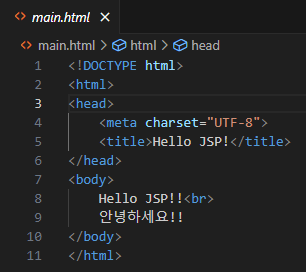 main.html
main.html > html > head
1 <!DOCTYPE html>
2 <html>
3 <head>
4 <meta charset="UTF-8">
5 <title>Hello JSP!</title>
6 </head>
7 <body>
8 Hello JSP!!<br>
9 안녕하세요!!
10 </body>
11 </html>